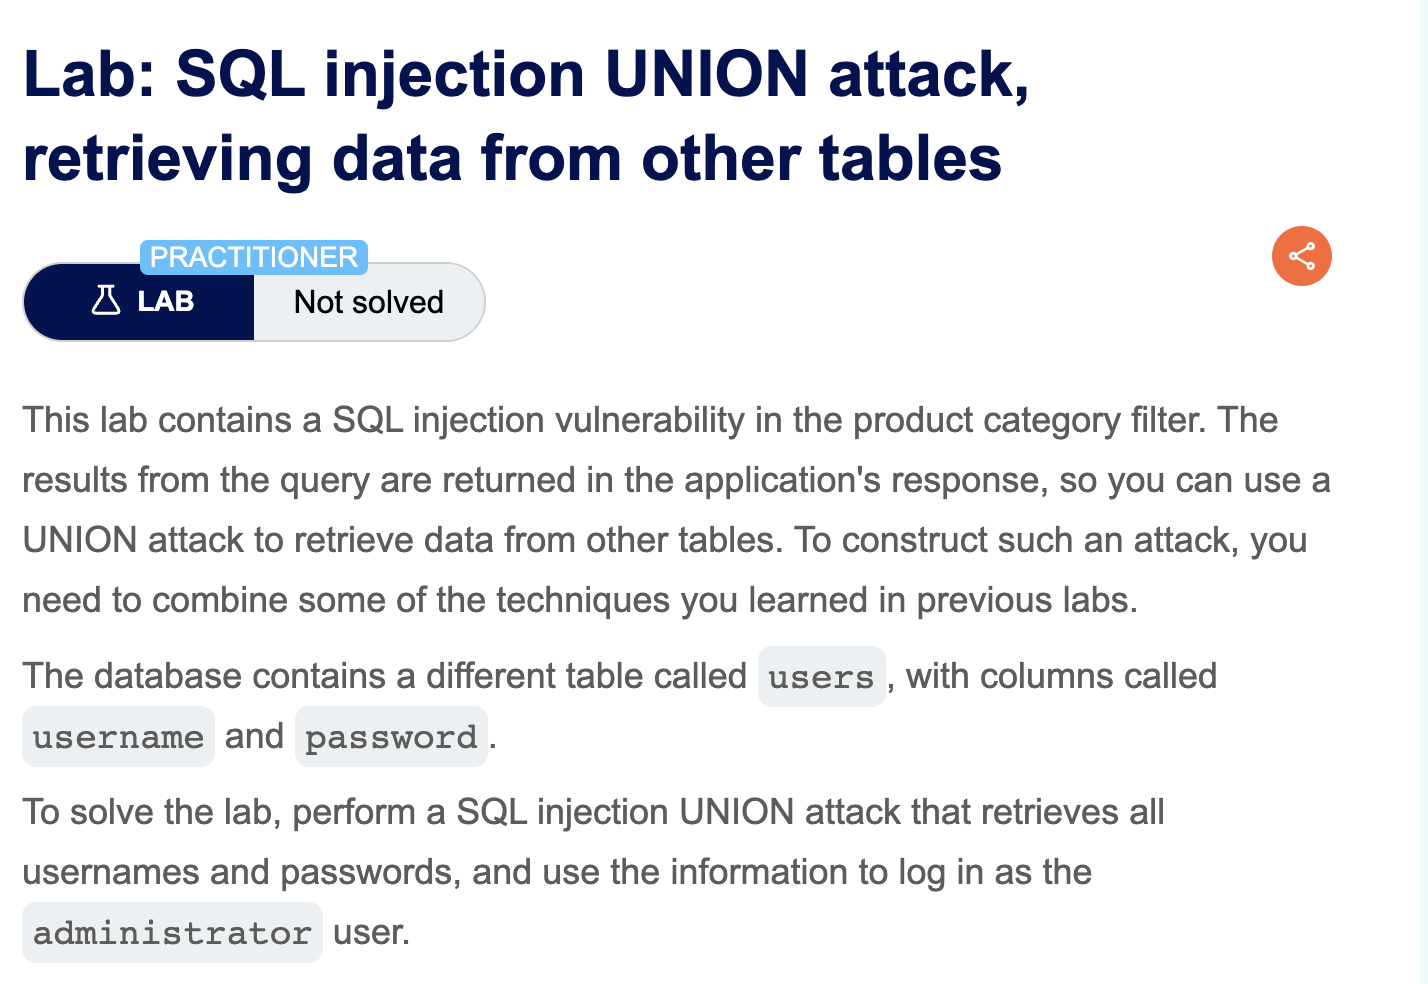 Lab: SQL injection UNION attack,
retrieving data from other tables
PRACTITIONER
LAB Not solved
This lab contains a SQL injection vulnerability in the product category filter. The
results from the query are returned in the application's response, so you can use a
UNION attack to retrieve data from other tables. To construct such an attack, you
need to combine some of the techniques you learned in previous labs.
The database contains a different table called users, with columns called
username and password.
To solve the lab, perform a SQL injection UNION attack that retrieves all
usernames and passwords, and use the information to log in as the
administrator user.